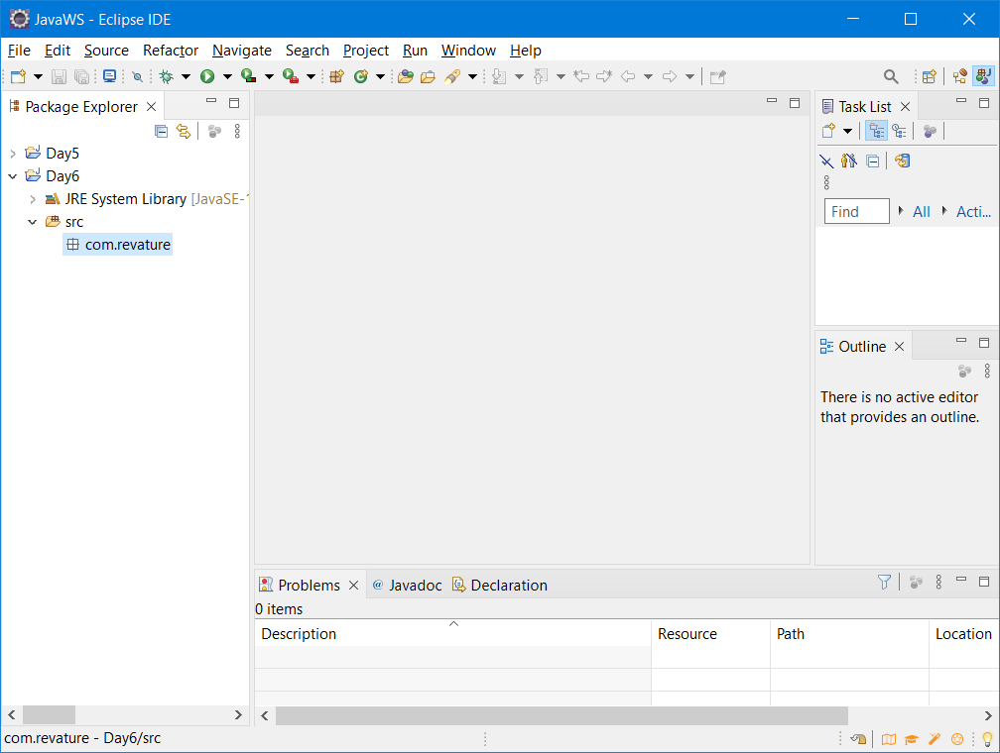 JavaWS - Eclipse IDE
File Edit Source Refactor Navigate Search Project Run Window Help
Package Explorer
Day5
Day6
JRE System Library [JavaSE-
src
com.revature
Task List
Find All Acti...
Outline
There is no active editor
that provides an outline.
Problems @ Javadoc Declaration
0 items
Description Resource Path Location
com.revature - Day6/src